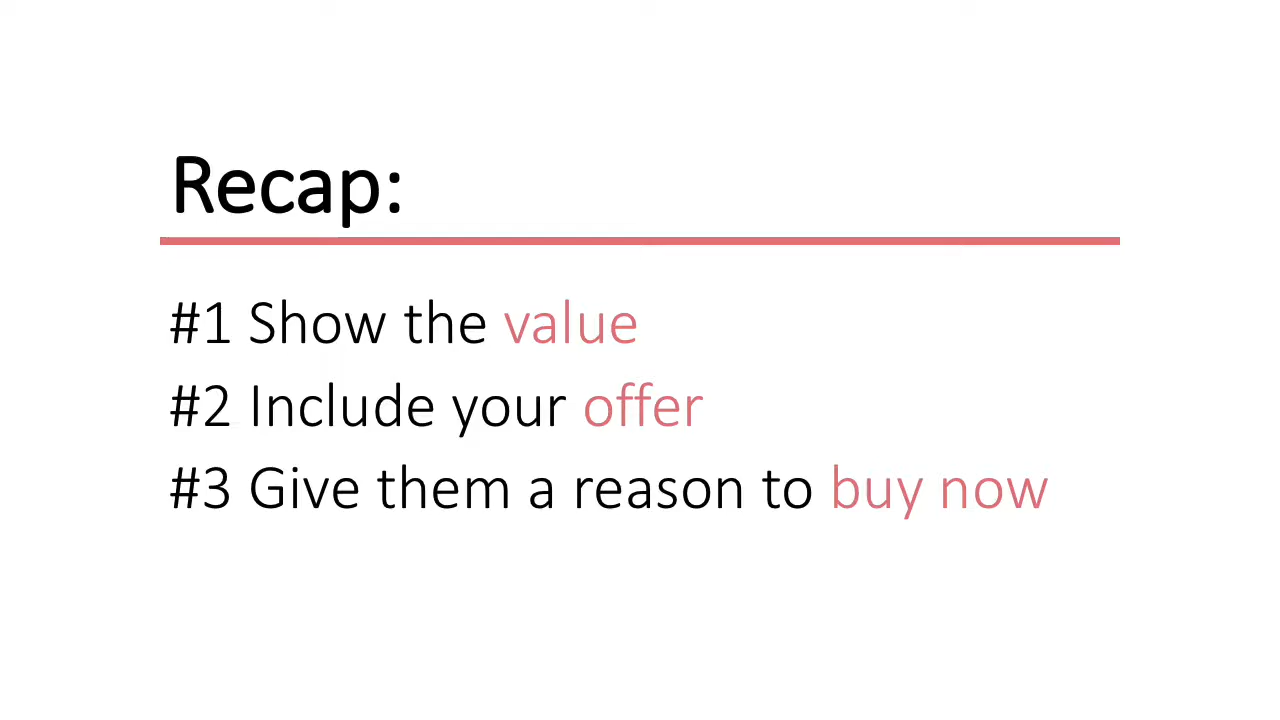 Recap:
#1 Show the value
#2 Include your offer
#3 Give them a reason to buy now